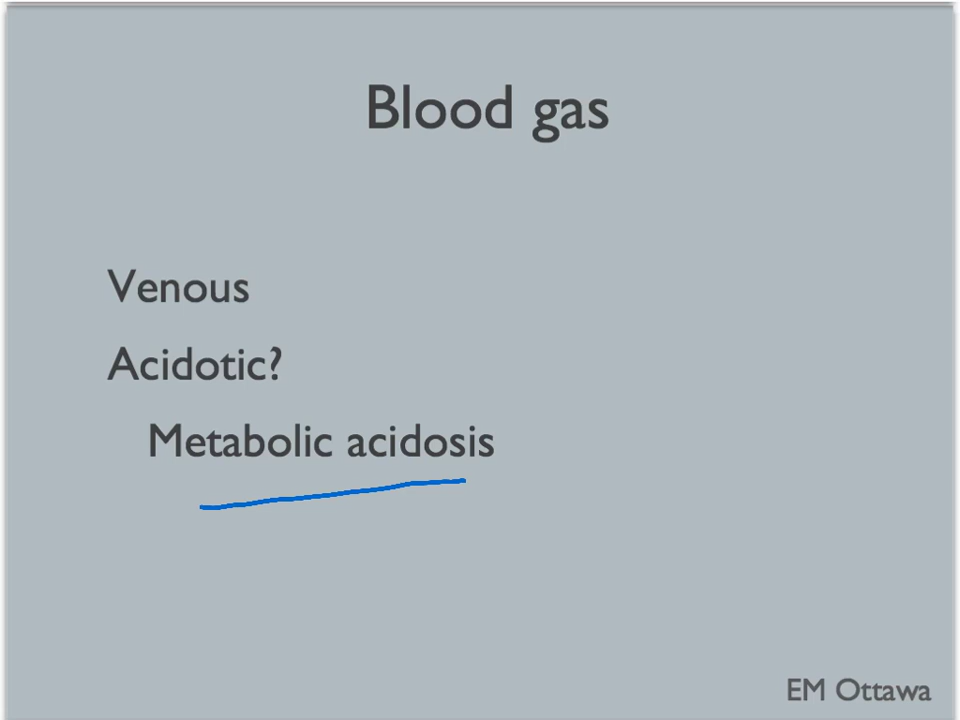 Blood gas
Venous
Acidotic?
Metabolic acidosis
EM Ottawa